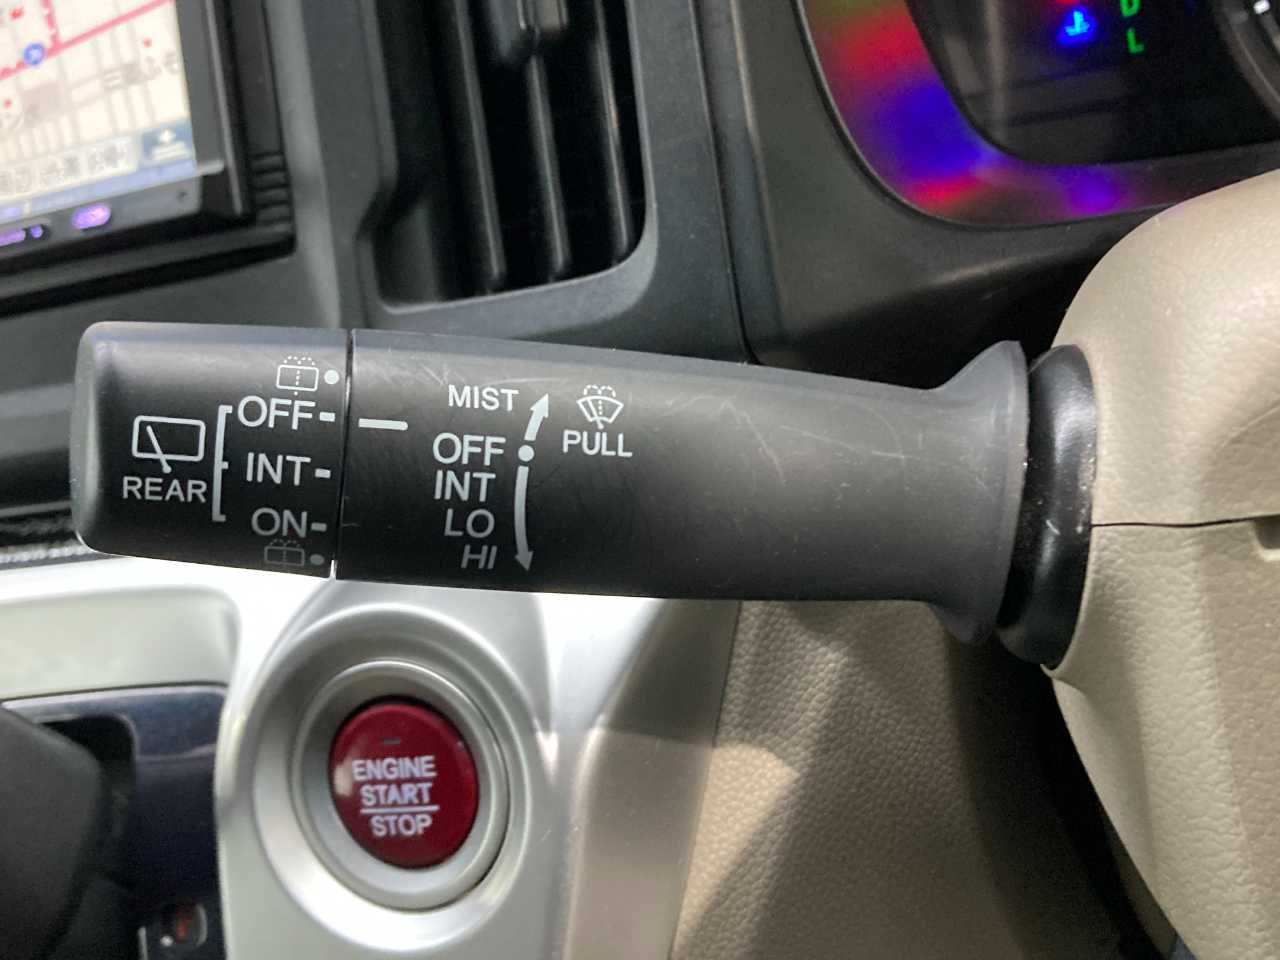 D
L
MIST
OFF
INT
LO
HI
PULL
OFF
INT
ON
REAR
ENGINE
START
STOP